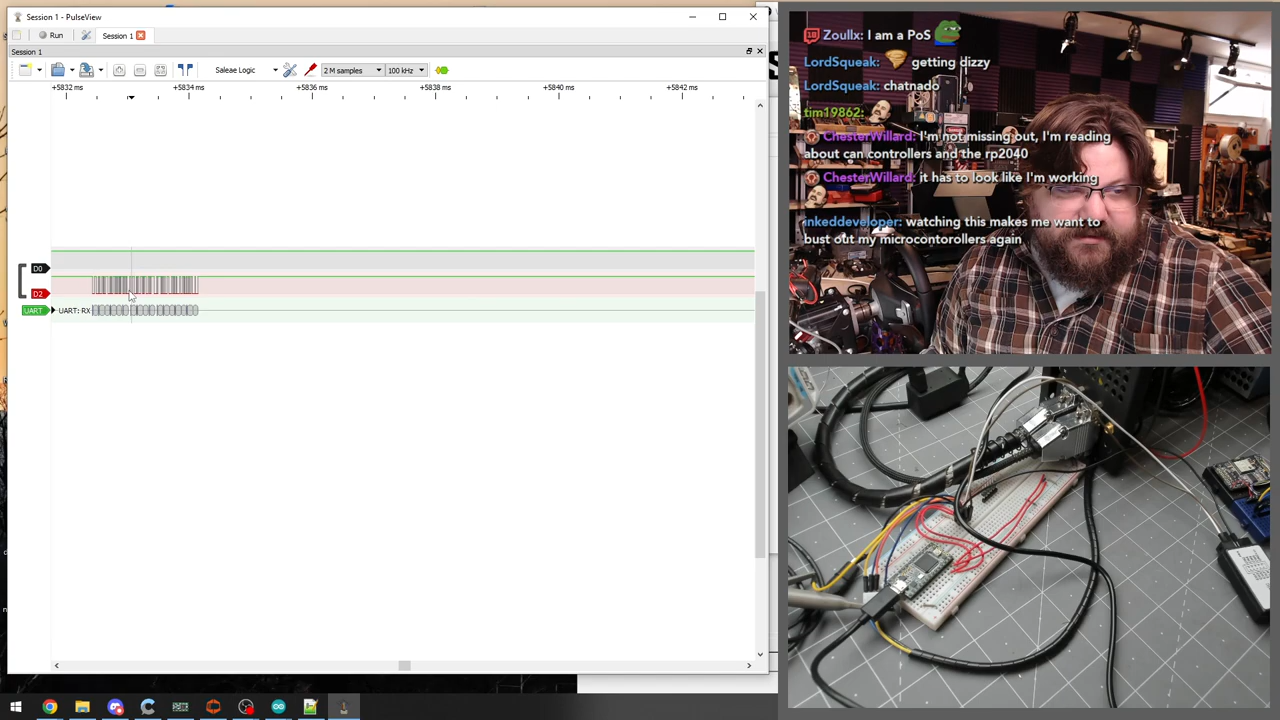 Session 1 - PulseView
Run
Session 1
Session 1
Saleae Logic
2 M samples
100 kHz
+5832 ms
+5834 ms
+5836 ms
+5838 ms
+5840 ms
+5842 ms
D0
D2
UART
UART: RX
Zoullx: I am a PoS
LordSqueak: getting dizzy
LordSqueak: chatnado
tim19862:
ChesterWillard: I'm not missing out, I'm reading
about can controllers and the rp2040
ChesterWillard: it has to look like I'm working
inkeddeveloper: watching this makes me want to
bust out my microcontorollers again